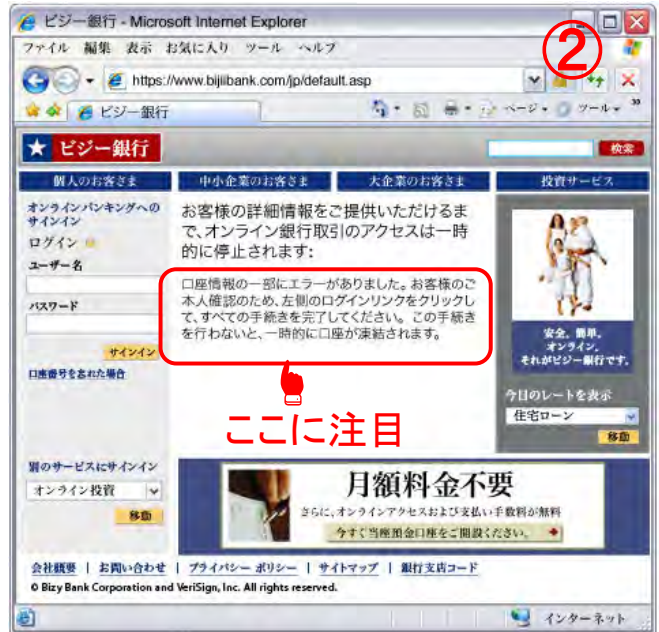 ビジー銀行 - Microsoft Internet Explorer
②
ファイル 編集 表示 お気に入り ツール ヘルプ
https://www.bijiibank.com/jp/default.asp
ビジー銀行
ページ ツール
ビジー銀行
検索
個人のお客さま 中小企業のお客さま 大企業のお客さま 投資サービス
オンラインバンキングへの
サインイン
ログイン
ユーザー名
パスワード
サインイン
口座番号を忘れた場合
別のサービスにサインイン
オンライン投資
移動
お客様の詳細情報をご提供いただけるま
で、オンライン銀行取引のアクセスは一時
的に停止されます:
口座情報の一部にエラーがありました。お客様のご
本人確認のため、左側のログインリンクをクリックし
て、すべての手続きを完了してください。この手続き
を行わないと、一時的に口座が凍結されます。
ここに注目
安全。簡単。
オンライン。
それがビジー銀行です。
今日のレートを表示
住宅ローン
移動
月額料金不要
さらに、オンラインアクセスおよび支払い手数料が無料
今すぐ当座預金口座をご開設ください。
会社概要 | お問い合わせ | プライバシー ポリシー | サイトマップ | 銀行支店コード
© Bizy Bank Corporation and VeriSign, Inc. All rights reserved.
インターネット